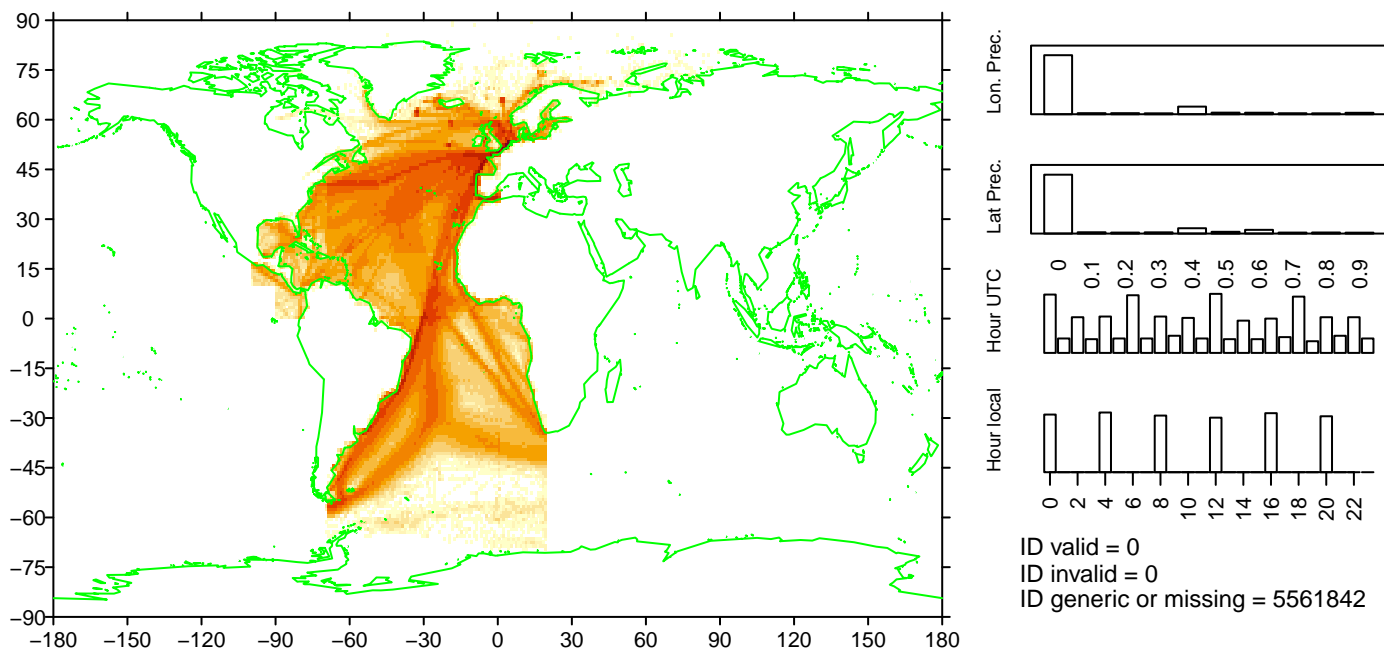 90
75
60
45
30
15
0
−15
−30
−45
−60
−75
−90
−180 −150 −120 −90 −60 −30 0 30 60 90 120 150 180
Lon. Prec.
Lat Prec.
0 0.1 0.2 0.3 0.4 0.5 0.6 0.7 0.8 0.9
Hour UTC
Hour local
0 2 4 6 8 10 12 14 16 18 20 22
ID valid = 0
ID invalid = 0
ID generic or missing = 5561842